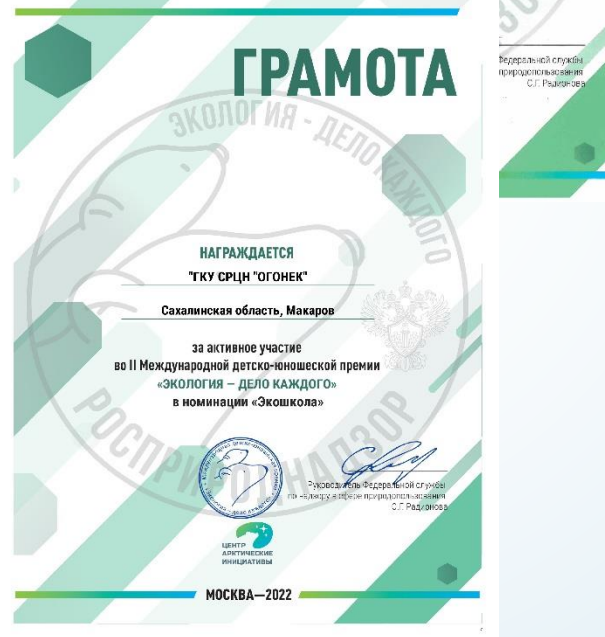 ГРАМОТА
ЭКОЛОГИЯ - ДЕЛО КАЖДОГО
РОСПРИРОДНАДЗОР
НАГРАЖДАЕТСЯ
"ГКУ СРЦН "ОГОНЕК"
Сахалинская область, Макаров
за активное участие
во II Международной детско-юношеской премии
«ЭКОЛОГИЯ – ДЕЛО КАЖДОГО»
в номинации «Экошкола»
Руководитель Федеральной службы
по надзору в сфере природопользования
С.Г. Радионова
ЦЕНТР
АРКТИЧЕСКИЕ
ИНИЦИАТИВЫ
МОСКВА—2022
Федеральной службы
природопользования
С.Г. Радионова